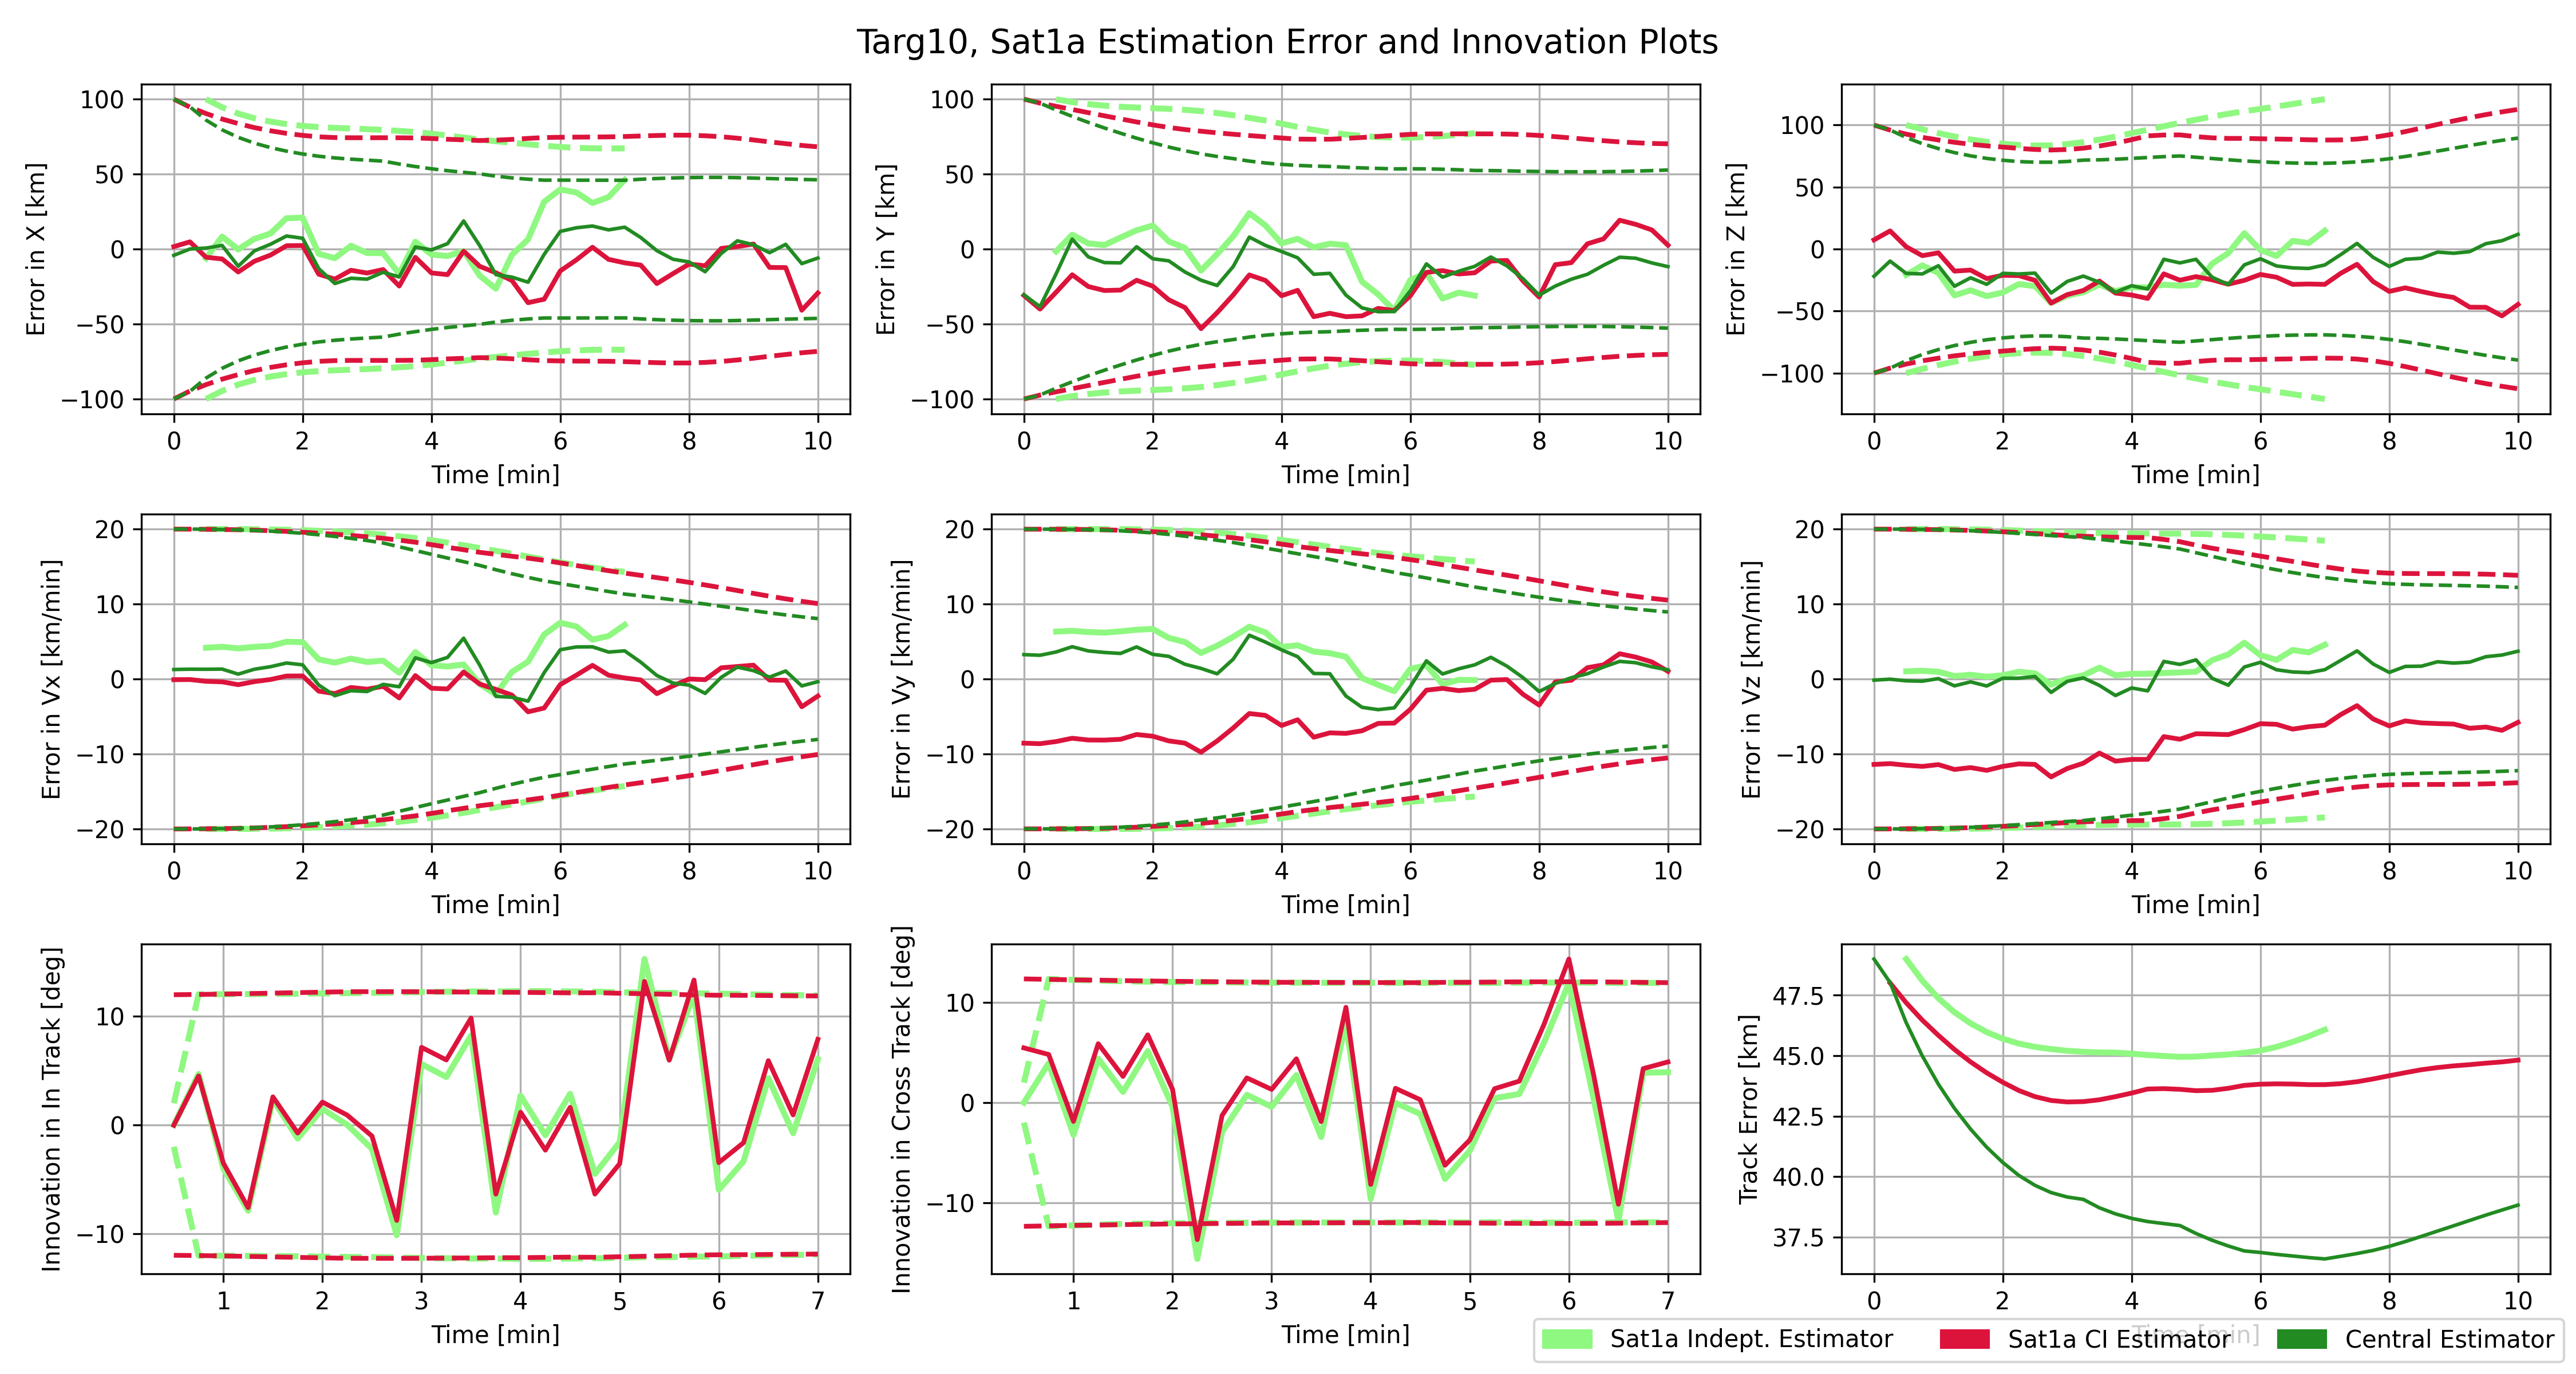 Targ10, Sat1a Estimation Error and Innovation Plots
Error in X [km]
100
50
0
−50
−100
0 2 4 6 8 10
Time [min]
Error in Y [km]
100
50
0
−50
−100
0 2 4 6 8 10
Time [min]
Error in Z [km]
100
50
0
−50
−100
0 2 4 6 8 10
Time [min]
Error in Vx [km/min]
20
10
0
−10
−20
0 2 4 6 8 10
Time [min]
Error in Vy [km/min]
20
10
0
−10
−20
0 2 4 6 8 10
Time [min]
Error in Vz [km/min]
20
10
0
−10
−20
0 2 4 6 8 10
Time [min]
Innovation in In Track [deg]
10
0
−10
1 2 3 4 5 6 7
Time [min]
Innovation in Cross Track [deg]
10
0
−10
1 2 3 4 5 6 7
Time [min]
Track Error [km]
47.5
45.0
42.5
40.0
37.5
0 2 4 6 8 10
Time [min]
Sat1a Indept. Estimator Sat1a CI Estimator Central Estimator